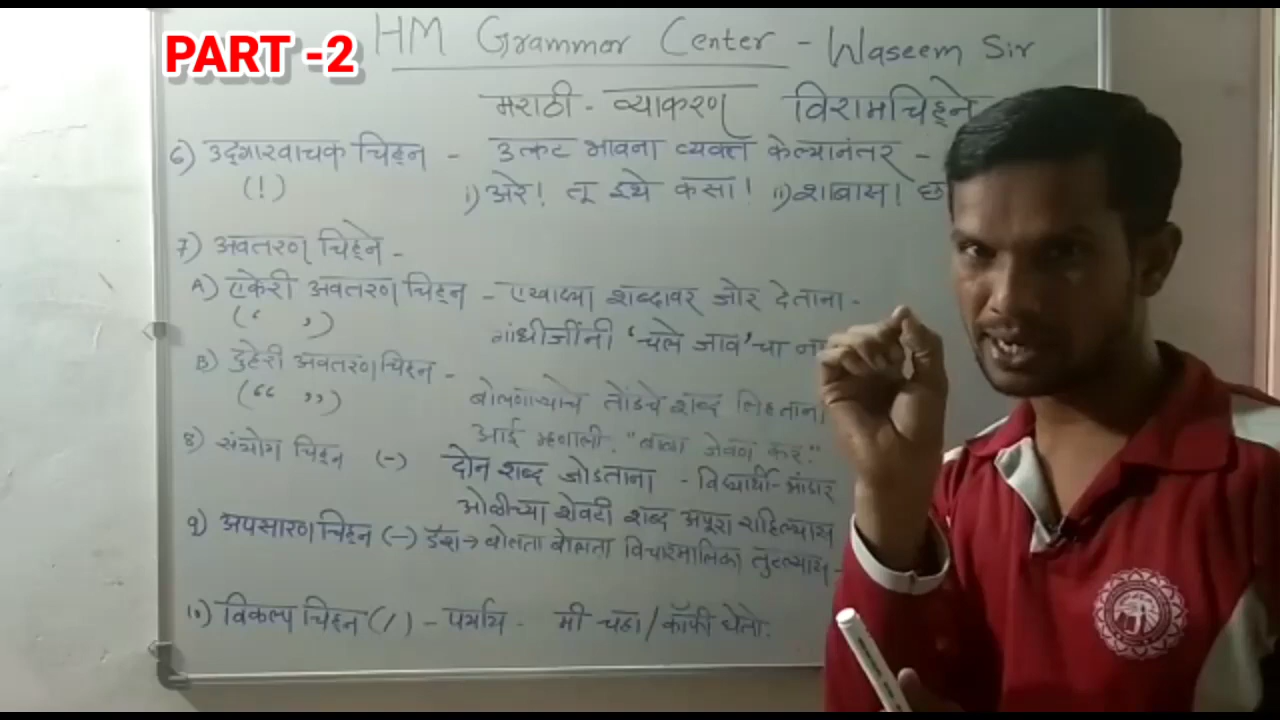 PART -2
HM Grammar Center - Waseem Sir
मराठी - व्याकरण विरामचिह्ने
6) उद्गारवाचक चिह्न - उत्कट भावना व्यक्त केल्यानंतर -
(!) i) अरे! तू इथे कसा! ii) शाबास!
7) अवतरण चिह्ने -
A) एकेरी अवतरण चिह्न - एखाद्या शब्दावर जोर देताना -
(‘ ’) गांधीजींनी ‘चले जाव’चा
B) दुहेरी अवतरण चिह्न -
(“ ”) बोलणाऱ्याचे तोंडचे शब्द लिहताना
आई म्हणाली. "बाळा जेवण कर."
8) संयोग चिह्न (-) दोन शब्द जोडताना - विद्यार्थी-भांडार
ओळीच्या शेवटी शब्द अपूरा राहिल्यास
9) अपसारण चिह्न (—) डॅश→ बोलता बोलता विचारमालिका तुटल्यास -
10) विकल्प चिह्न (/) - पर्याय - मी चहा/कॉफी घेतो.